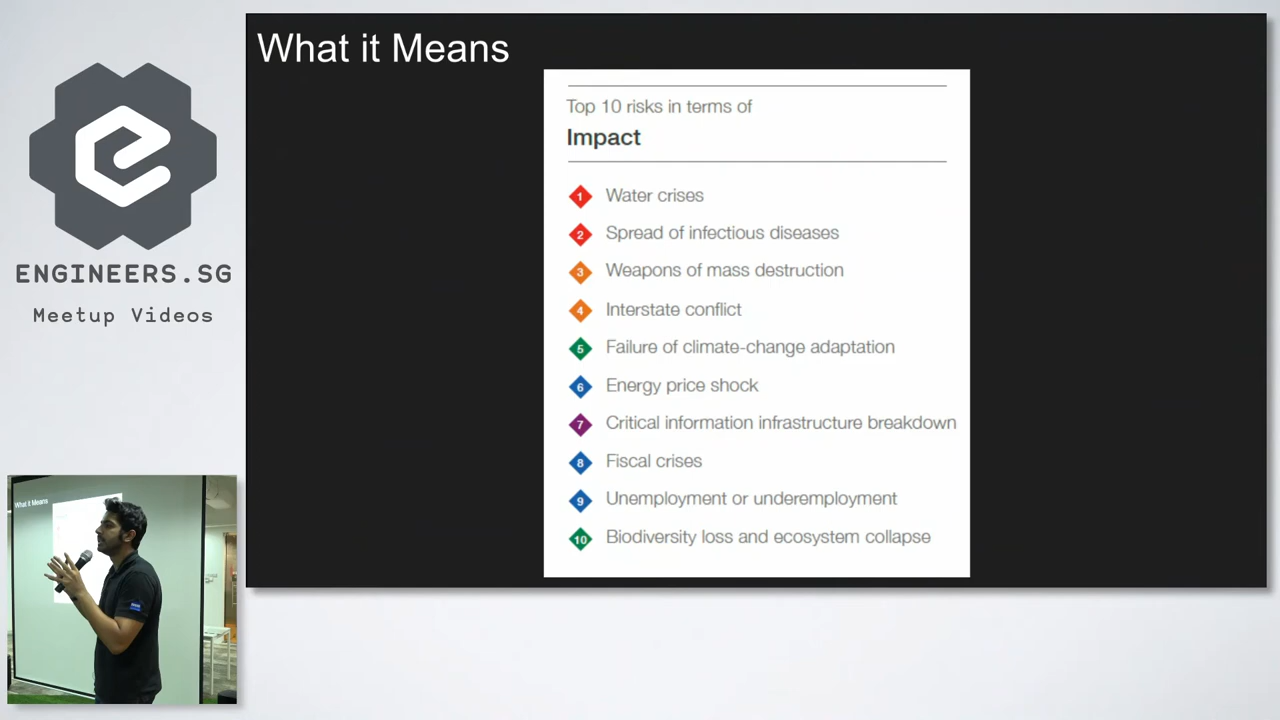 What it Means
Top 10 risks in terms of
Impact
1 Water crises
2 Spread of infectious diseases
3 Weapons of mass destruction
4 Interstate conflict
5 Failure of climate-change adaptation
6 Energy price shock
7 Critical information infrastructure breakdown
8 Fiscal crises
9 Unemployment or underemployment
10 Biodiversity loss and ecosystem collapse
e
ENGINEERS.SG
Meetup Videos
What it Means